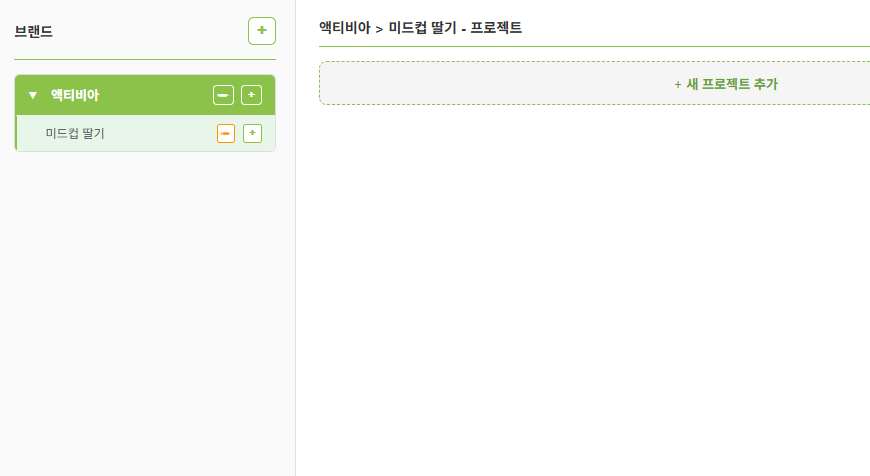 브랜드
+
▼ 액티비아
+
미드컵 딸기
+
액티비아 > 미드컵 딸기 - 프로젝트
+ 새 프로젝트 추가